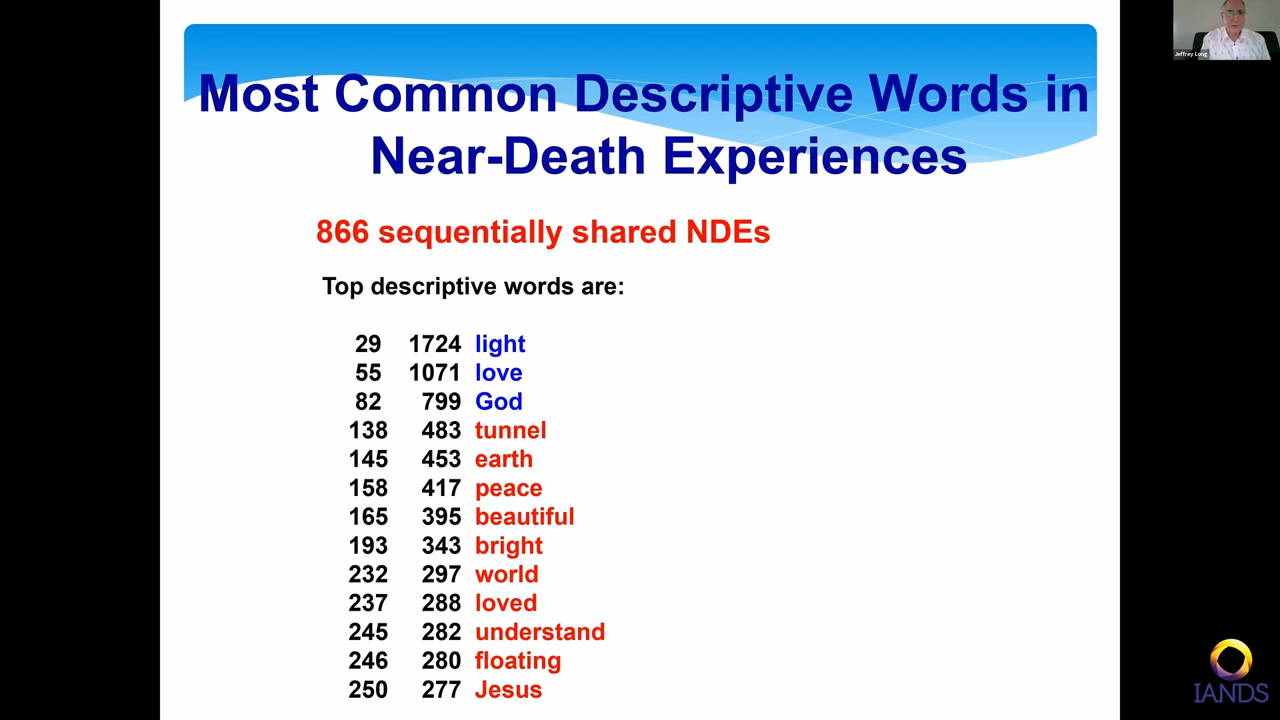 Jeffrey Long
Most Common Descriptive Words in
Near-Death Experiences
866 sequentially shared NDEs
Top descriptive words are:
29 1724 light
55 1071 love
82 799 God
138 483 tunnel
145 453 earth
158 417 peace
165 395 beautiful
193 343 bright
232 297 world
237 288 loved
245 282 understand
246 280 floating
250 277 Jesus
IANDS